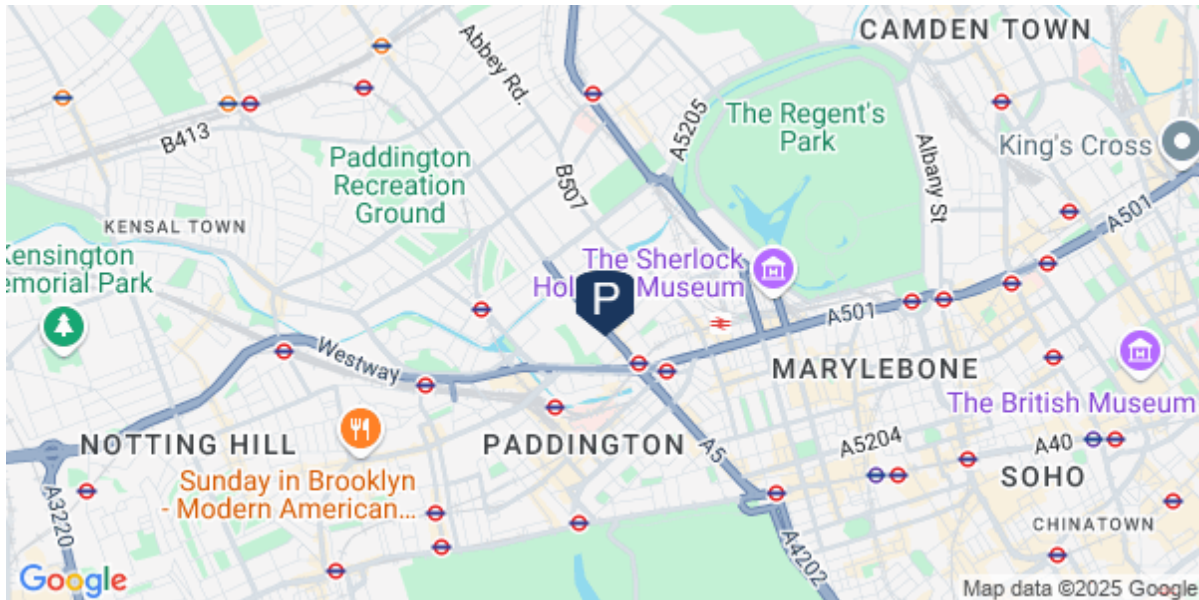 CAMDEN TOWN
Abbey Rd.
A5205
The Regent's
Park
B413
King's Cross
Albany St
Paddington
Recreation
Ground
B507
A501
KENSAL TOWN
Kensington
emorial Park
The Sherlock
Hol Museum
A501
Westway
MARYLEBONE
The British Museum
NOTTING HILL
PADDINGTON
A5
A5204
A40
SOHO
Sunday in Brooklyn
- Modern American...
A3220
CHINATOWN
A4202
P
Google
Map data ©2025 Google